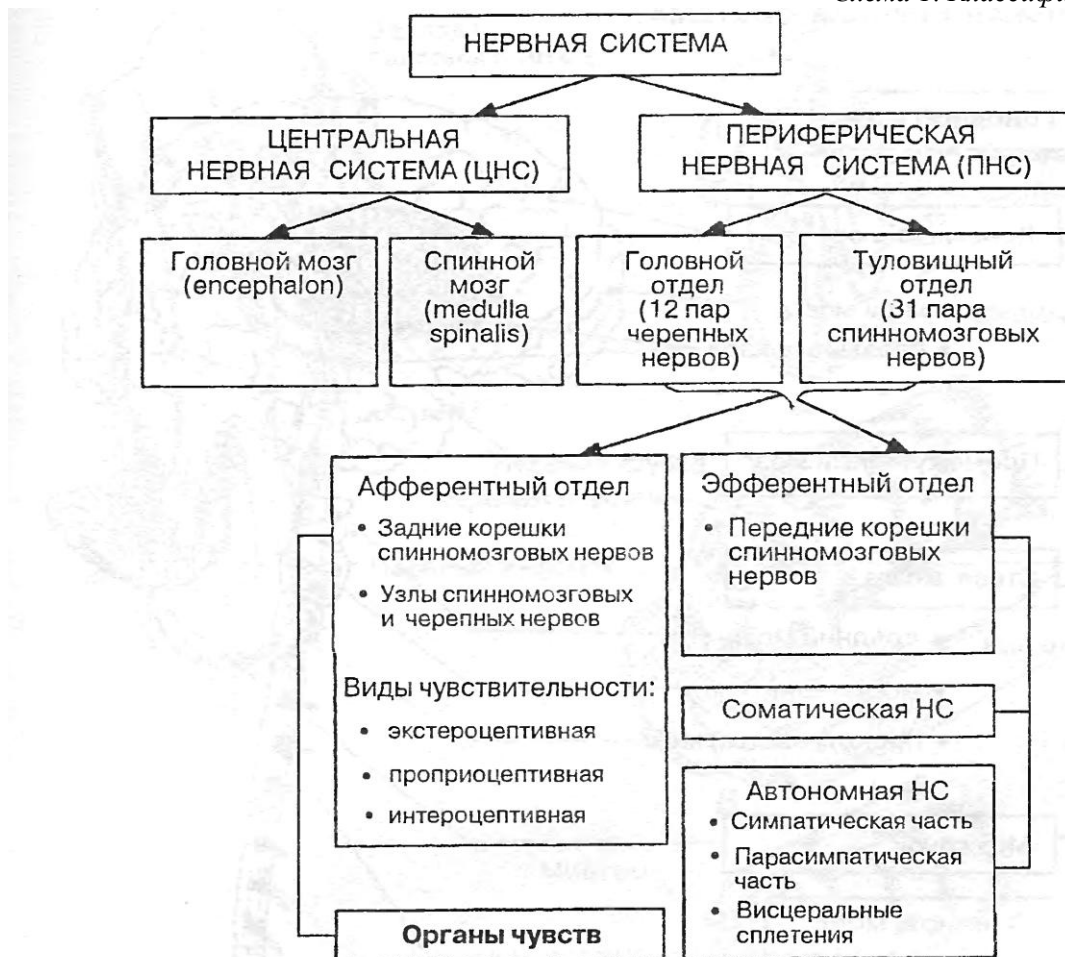 НЕРВНАЯ СИСТЕМА
ЦЕНТРАЛЬНАЯ
НЕРВНАЯ СИСТЕМА (ЦНС)
ПЕРИФЕРИЧЕСКАЯ
НЕРВНАЯ СИСТЕМА (ПНС)
Головной мозг
(encephalon)
Спинной
мозг
(medulla
spinalis)
Головной
отдел
(12 пар
черепных
нервов)
Туловищный
отдел
(31 пара
спинномозговых
нервов)
Афферентный отдел
• Задние корешки
спинномозговых нервов
• Узлы спинномозговых
и черепных нервов
Виды чувствительности:
• экстероцептивная
• проприоцептивная
• интероцептивная
Органы чувств
Эфферентный отдел
• Передние корешки
спинномозговых
нервов
Соматическая НС
Автономная НС
• Симпатическая часть
• Парасимпатическая
часть
• Висцеральные
сплетения